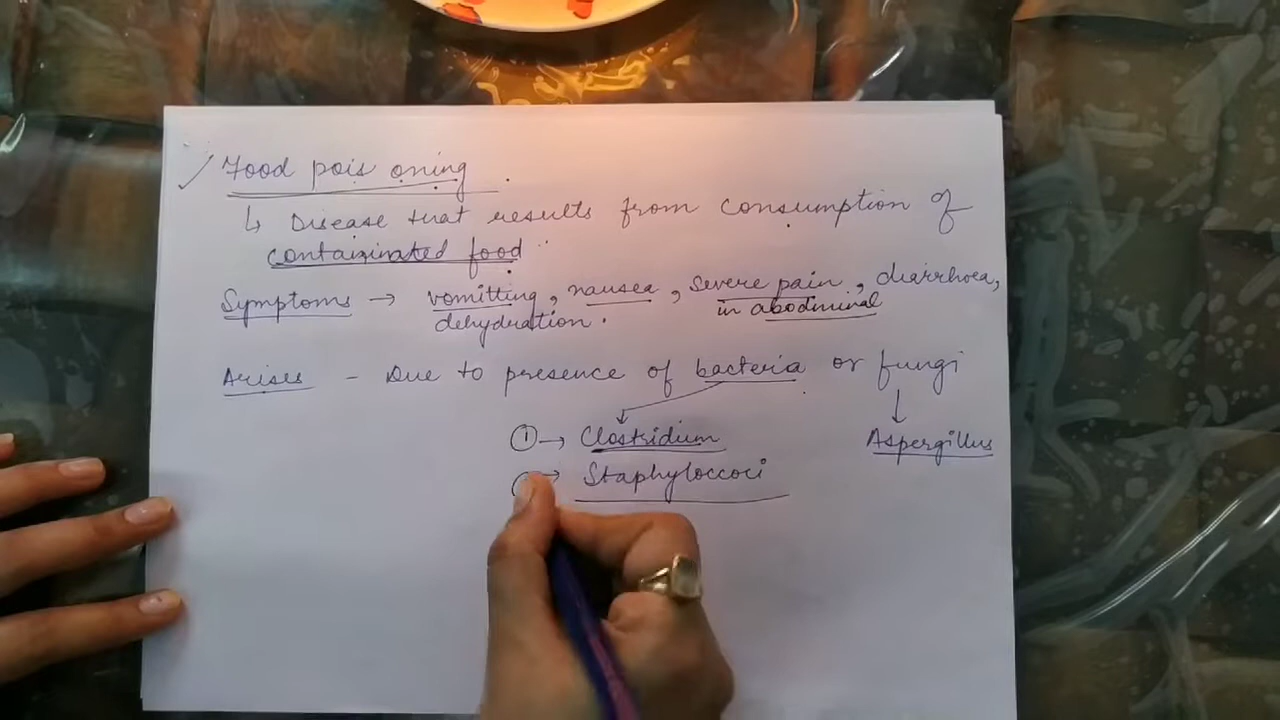 Food poisoning .
↳ Disease that results from consumption of
contaminated food
Symptoms → vomitting, nausea, severe pain, diarrhoea,
in abodminal
dehydration.
Arises - Due to presence of bacteria or fungi
① → Clostridium Aspergillus
→ Staphyloccoci